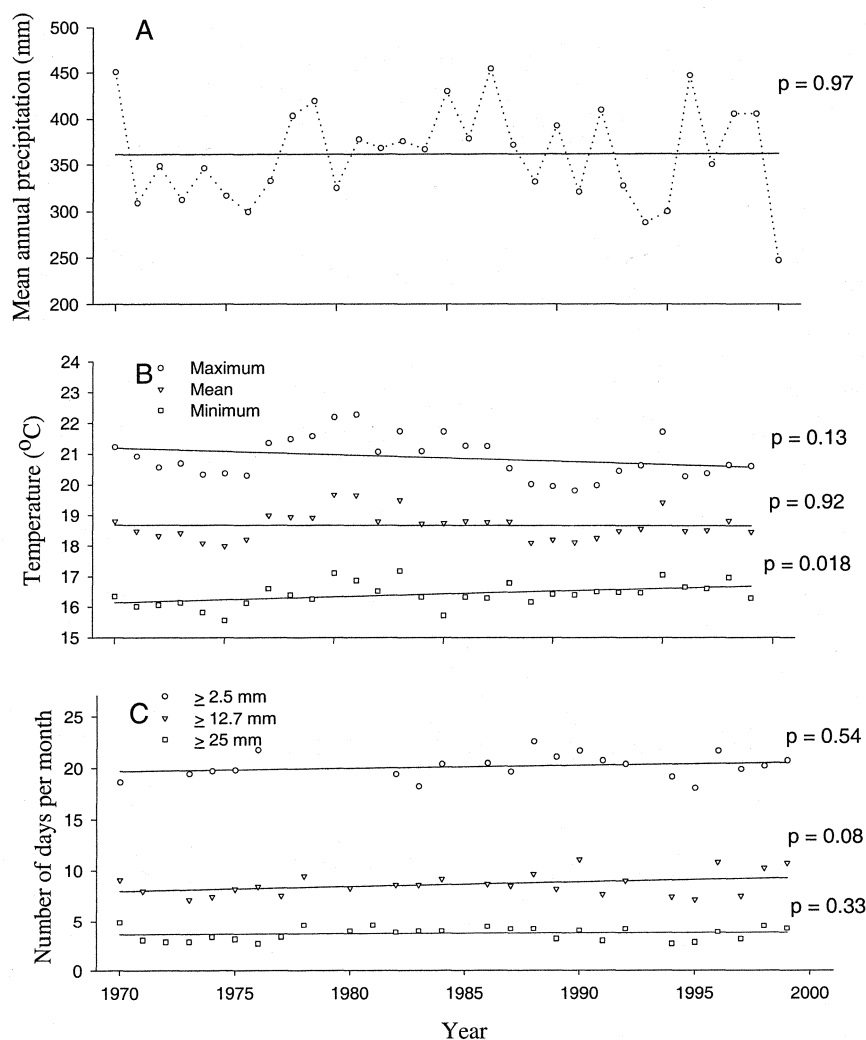 A
Mean annual precipitation (mm)
500
450
400
350
300
250
200
p = 0.97
B
Maximum
Mean
Minimum
Temperature (°C)
24
23
22
21
20
19
18
17
16
15
p = 0.13
p = 0.92
p = 0.018
C
≥ 2.5 mm
≥ 12.7 mm
≥ 25 mm
Number of days per month
25
20
15
10
5
0
p = 0.54
p = 0.08
p = 0.33
1970 1975 1980 1985 1990 1995 2000
Year